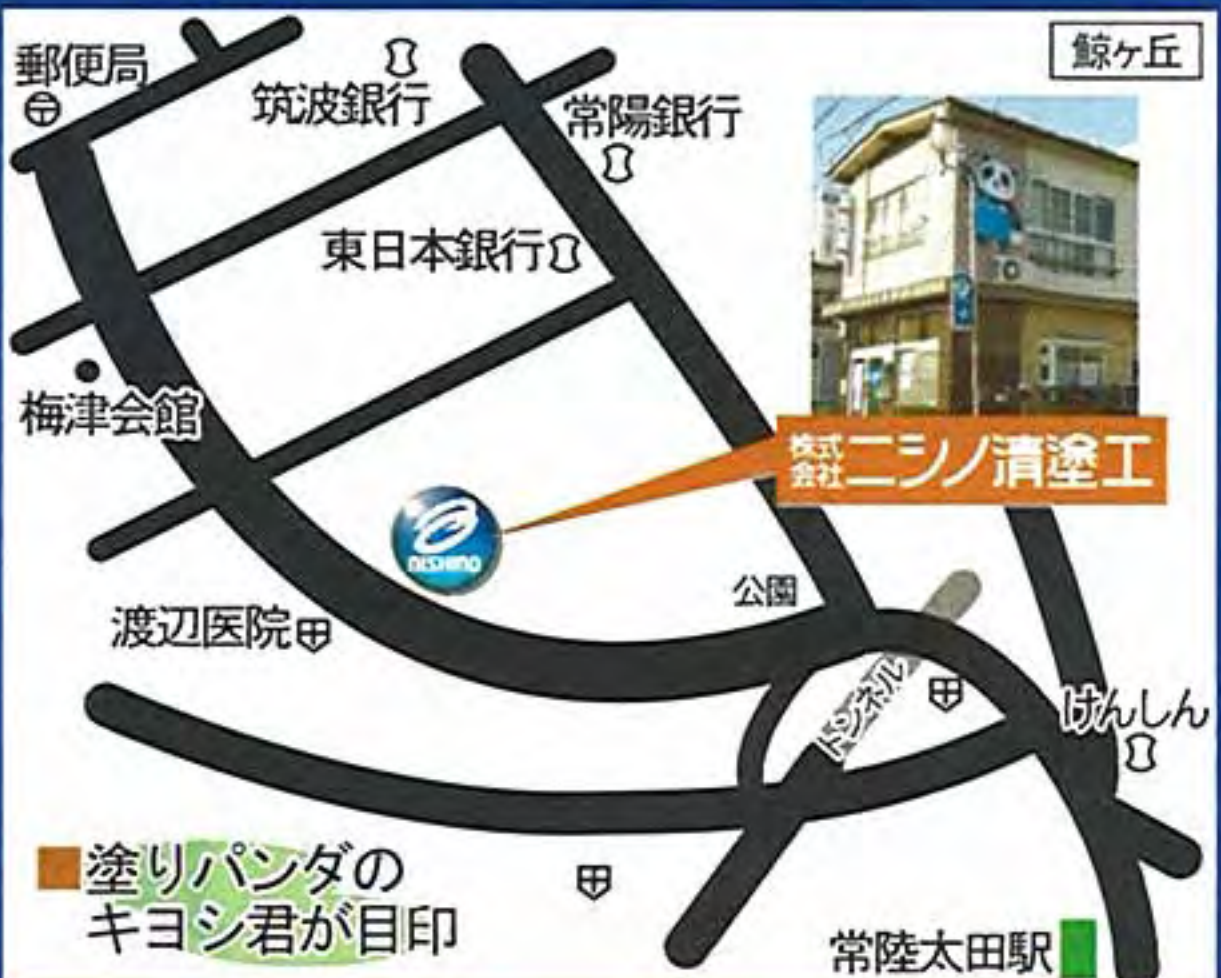 鯨ヶ丘
郵便局
筑波銀行
常陽銀行
東日本銀行
梅津会館
株式
会社
ニシノ清塗工
NISHINO
公園
渡辺医院
トンネル
けんしん
塗りパンダの
キヨシ君が目印
常陸太田駅